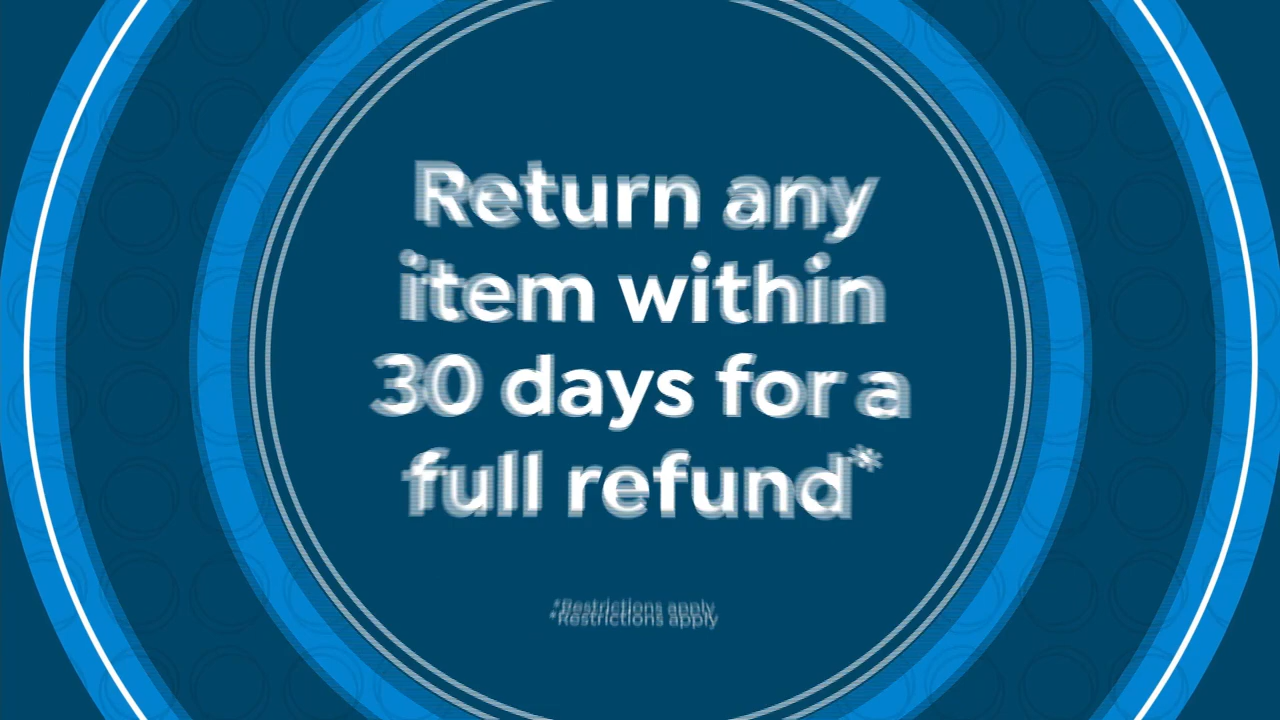 Return any
item within
30 days for a
full refund*
*Restrictions apply